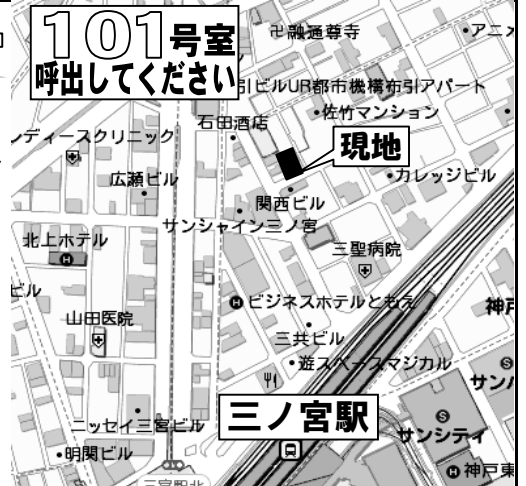 101号室
呼出してください
卍融通尊寺
•アニメ
引ビルUR都市機構布引アパート
•佐竹マンション
石田酒店
ンディースクリニック
現地
広瀬ビル
•カレッジビル
関西ビル
サンシャイン三ノ宮
北上ホテル
三聖病院
ビル
ビジネスホテルともえ
神戸
山田医院
三共ビル
•遊スペースマジカル
サンパ
三ノ宮駅
ニッセイ三宮ビル
サンシティ
•明関ビル
神戸東
三宮駅北